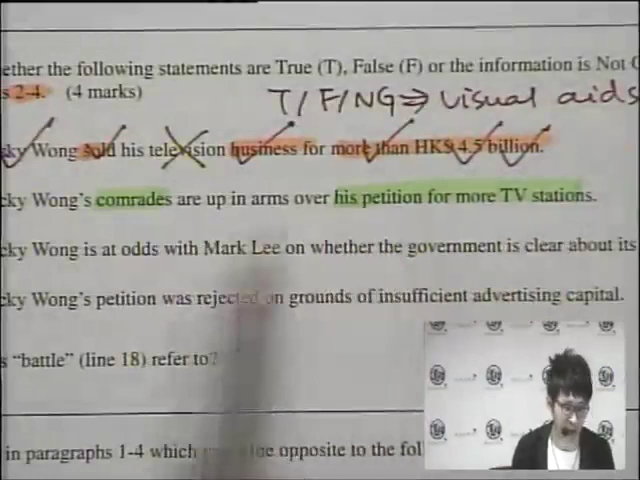 ether the following statements are True (T), False (F) or the information is Not G
s 2-4. (4 marks)
T/F/NG ⇒ visual aids
cky Wong sold his television business for more than HK$4.5 billion.
cky Wong's comrades are up in arms over his petition for more TV stations.
cky Wong is at odds with Mark Lee on whether the government is clear about its
cky Wong's petition was rejected on grounds of insufficient advertising capital.
s "battle" (line 18) refer to?
in paragraphs 1-4 which opposite to the fol